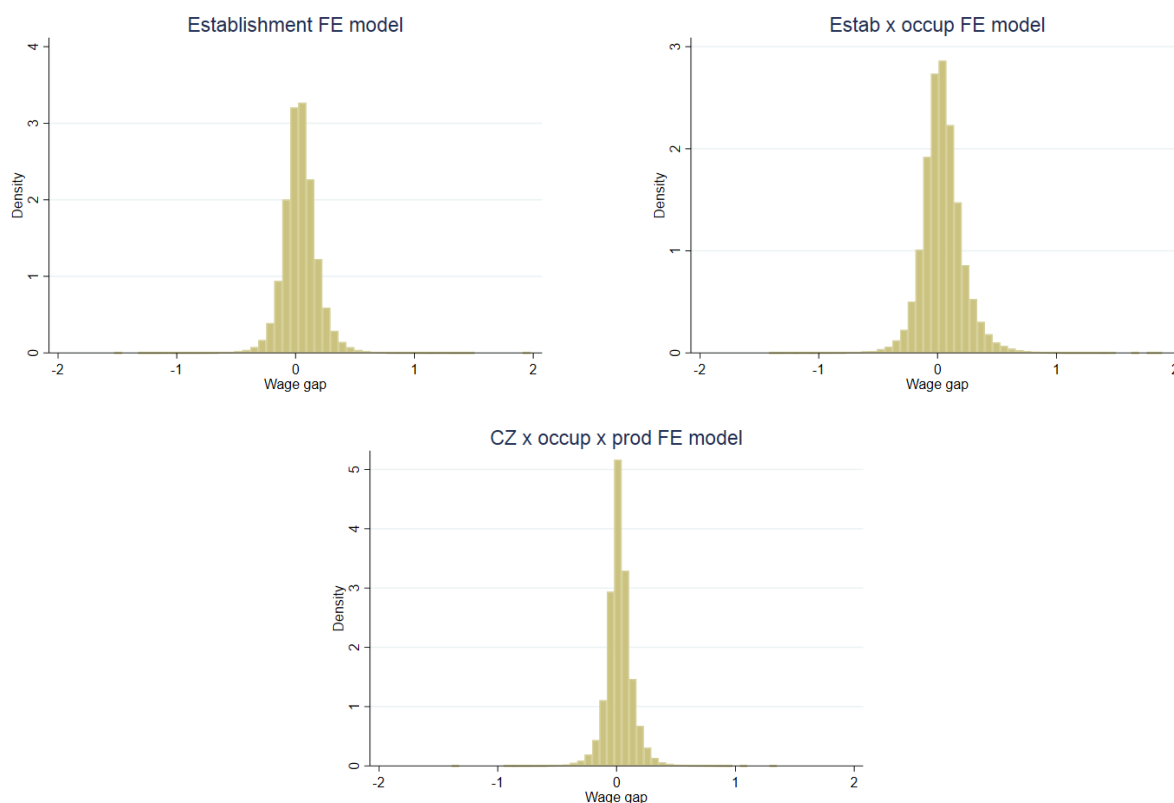 Establishment FE model
4
3
2
1
0
Density
-2 -1 0 1 2
Wage gap
Estab x occup FE model
3
2
1
0
Density
-2 -1 0 1 2
Wage gap
CZ x occup x prod FE model
5
4
3
2
1
0
Density
-2 -1 0 1 2
Wage gap